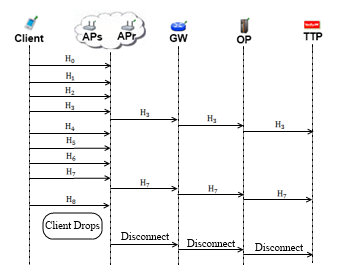 Client APs APr GW OP TTP
H₀
H₁
H₂
H₃
H₃ H₃ H₃
H₄
H₅
H₆
H₇
H₇ H₇ H₇
H₈
Client Drops
Disconnect Disconnect Disconnect